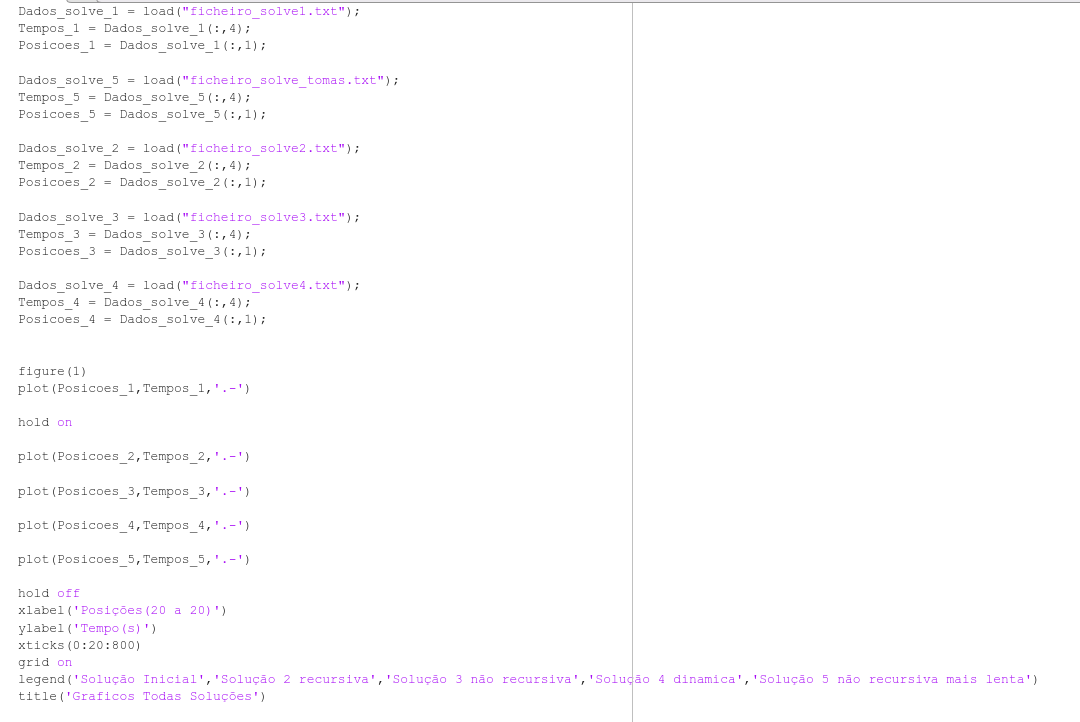 Dados_solve_1 = load("ficheiro_solve1.txt");
Tempos_1 = Dados_solve_1(:,4);
Posicoes_1 = Dados_solve_1(:,1);
Dados_solve_5 = load("ficheiro_solve_tomas.txt");
Tempos_5 = Dados_solve_5(:,4);
Posicoes_5 = Dados_solve_5(:,1);
Dados_solve_2 = load("ficheiro_solve2.txt");
Tempos_2 = Dados_solve_2(:,4);
Posicoes_2 = Dados_solve_2(:,1);
Dados_solve_3 = load("ficheiro_solve3.txt");
Tempos_3 = Dados_solve_3(:,4);
Posicoes_3 = Dados_solve_3(:,1);
Dados_solve_4 = load("ficheiro_solve4.txt");
Tempos_4 = Dados_solve_4(:,4);
Posicoes_4 = Dados_solve_4(:,1);
figure(1)
plot(Posicoes_1,Tempos_1,'.-')
hold on
plot(Posicoes_2,Tempos_2,'.-')
plot(Posicoes_3,Tempos_3,'.-')
plot(Posicoes_4,Tempos_4,'.-')
plot(Posicoes_5,Tempos_5,'.-')
hold off
xlabel('Posições(20 a 20)')
ylabel('Tempo(s)')
xticks(0:20:800)
grid on
legend('Solução Inicial','Solução 2 recursiva','Solução 3 não recursiva','Solução 4 dinamica','Solução 5 não recursiva mais lenta')
title('Graficos Todas Soluções')